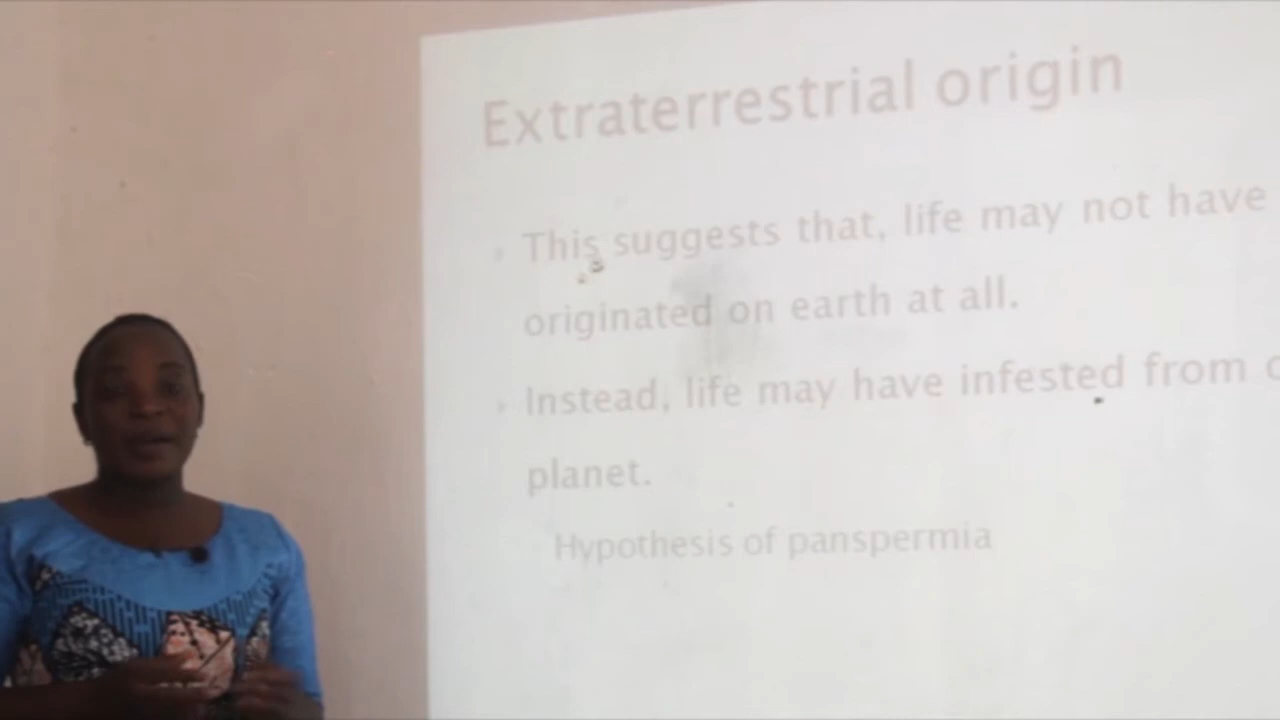 Extraterrestrial origin
This suggests that, life may not have
originated on earth at all.
Instead, life may have infested from
planet.
Hypothesis of panspermia